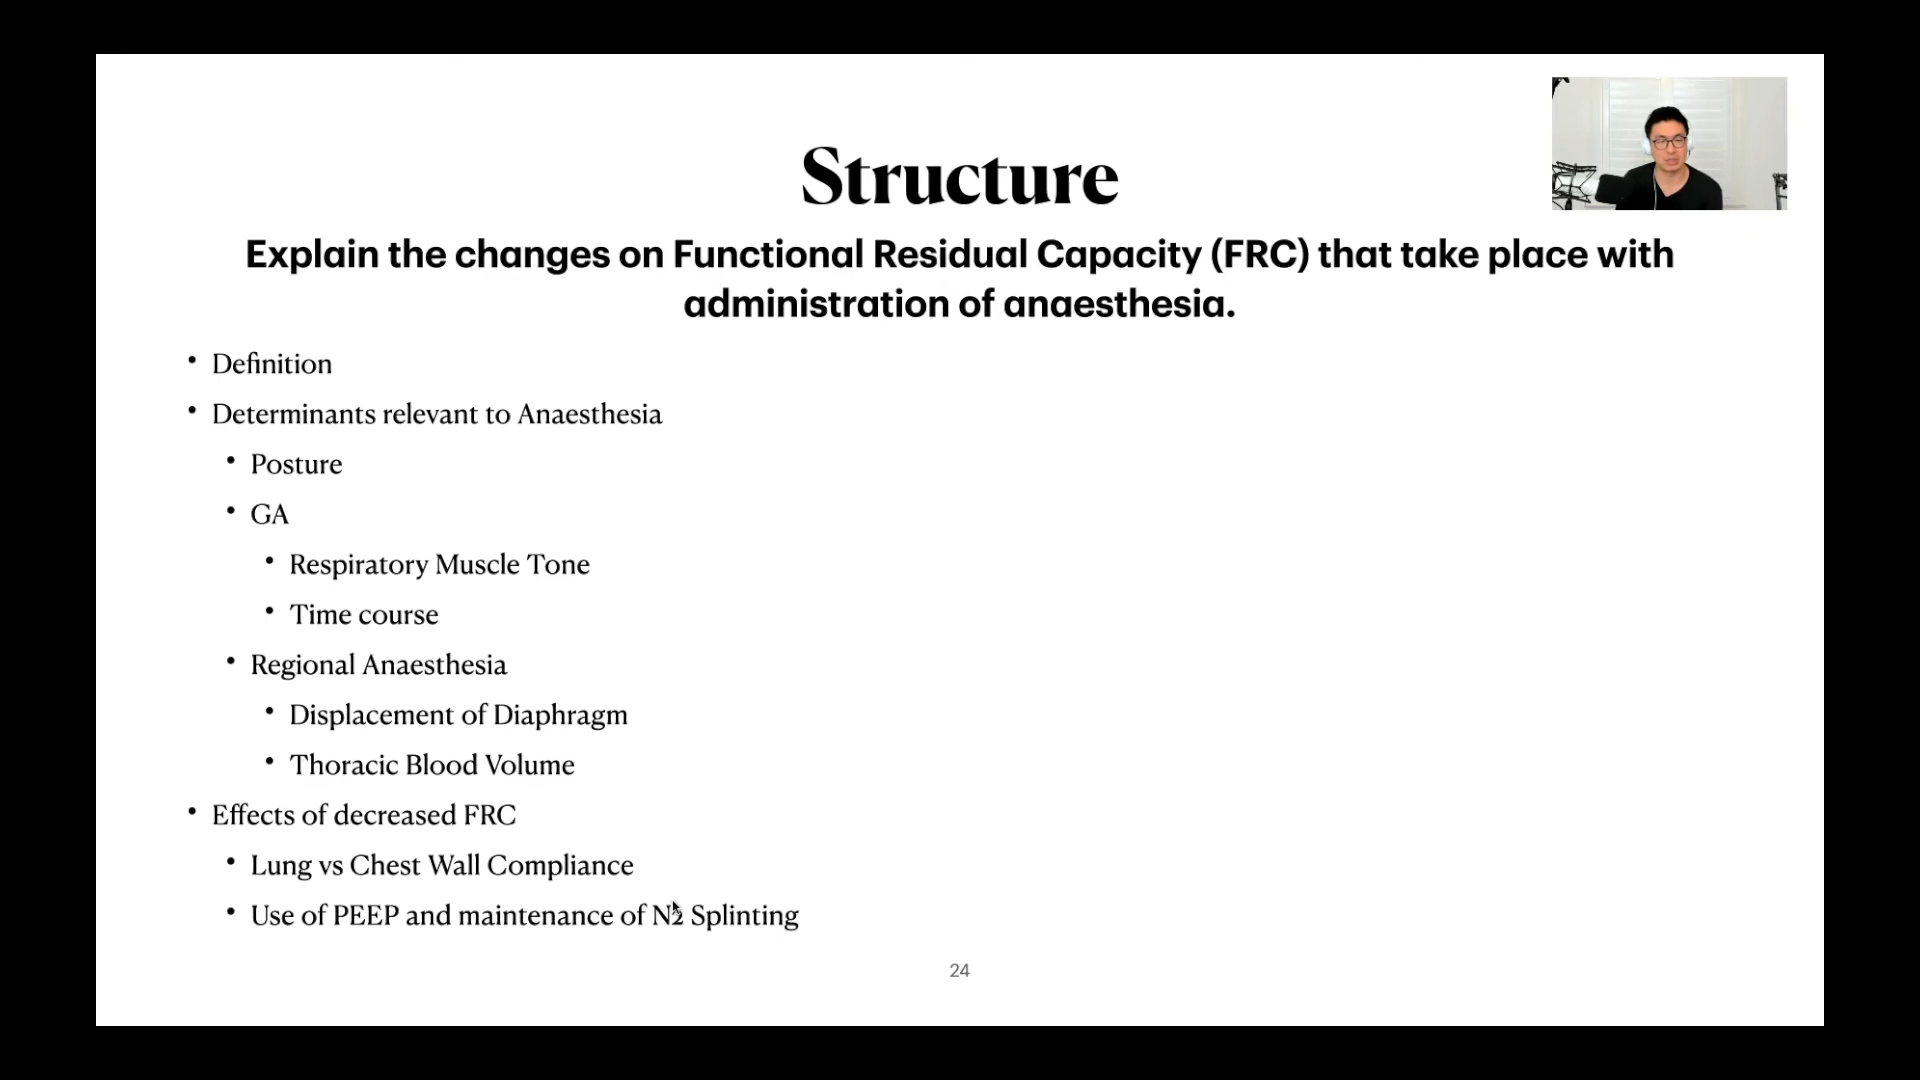 Structure
Explain the changes on Functional Residual Capacity (FRC) that take place with
administration of anaesthesia.
• Definition
• Determinants relevant to Anaesthesia
• Posture
• GA
• Respiratory Muscle Tone
• Time course
• Regional Anaesthesia
• Displacement of Diaphragm
• Thoracic Blood Volume
• Effects of decreased FRC
• Lung vs Chest Wall Compliance
• Use of PEEP and maintenance of N2 Splinting
24